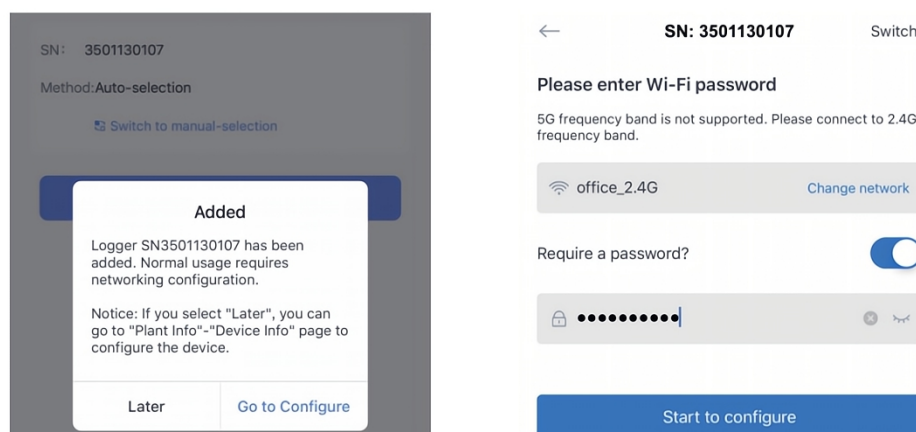 SN: 3501130107
Method:Auto-selection
Switch to manual-selection
Added
Logger SN3501130107 has been
added. Normal usage requires
networking configuration.
Notice: If you select "Later", you can
go to "Plant Info"-"Device Info" page to
configure the device.
Later
Go to Configure
SN: 3501130107
Switch
Please enter Wi-Fi password
5G frequency band is not supported. Please connect to 2.4G
frequency band.
office_2.4G
Change network
Require a password?
••••••••••
Start to configure